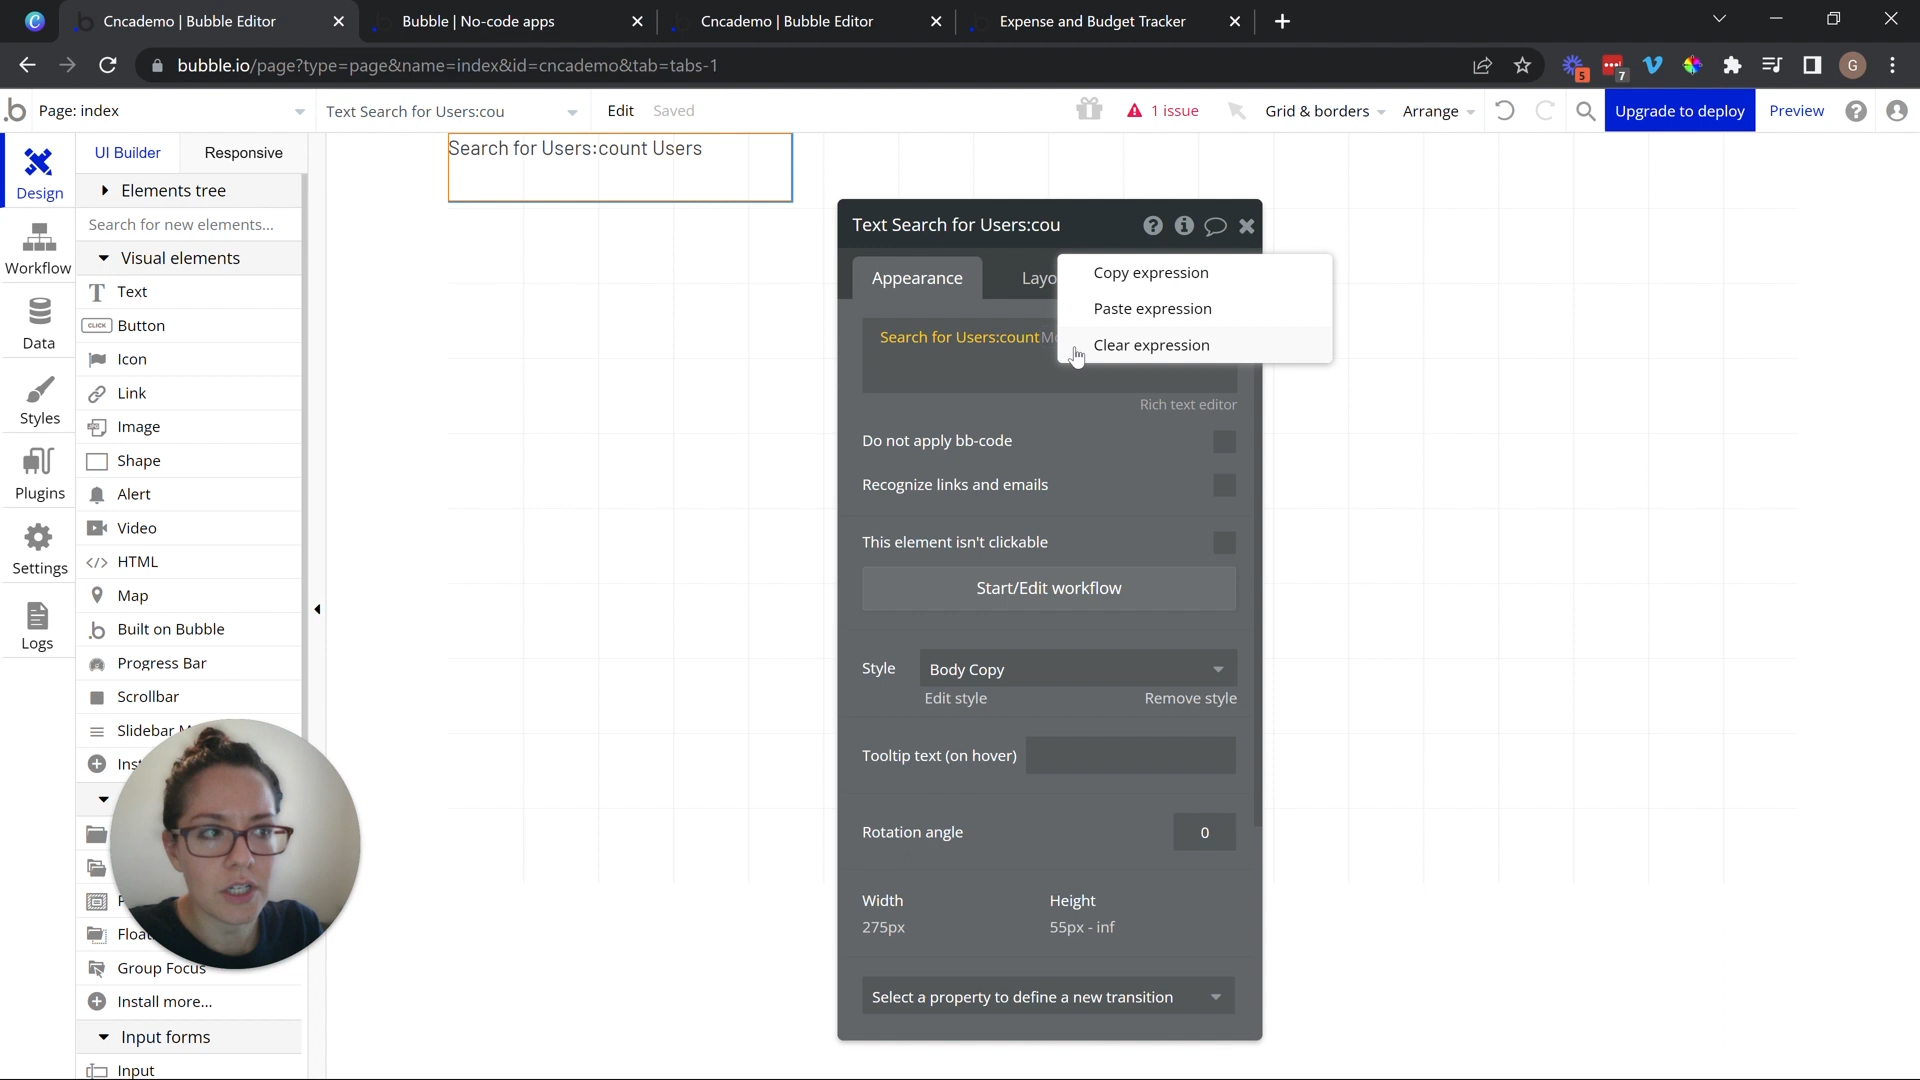 Cncademo | Bubble Editor
Bubble | No-code apps
Cncademo | Bubble Editor
Expense and Budget Tracker
bubble.io/page?type=page&name=index&id=cncademo&tab=tabs-1
5
7
G
Page: index
Text Search for Users:cou
Edit
Saved
1 issue
Grid & borders
Arrange
Upgrade to deploy
Preview
Design
Workflow
Data
Styles
Plugins
Settings
Logs
UI Builder
Responsive
Elements tree
Search for new elements...
Visual elements
Text
CLICK
Button
Icon
Link
Image
Shape
Alert
Video
</>
HTML
Map
Built on Bubble
Progress Bar
Scrollbar
Slidebar
Ins
Float
Group Focus
Install more...
Input forms
Input
Search for Users:count Users
Text Search for Users:cou
Appearance
Layo
Copy expression
Paste expression
Clear expression
Search for Users:count
Rich text editor
Do not apply bb-code
Recognize links and emails
This element isn't clickable
Start/Edit workflow
Style
Body Copy
Edit style
Remove style
Tooltip text (on hover)
Rotation angle
0
Width
Height
275px
55px - inf
Select a property to define a new transition